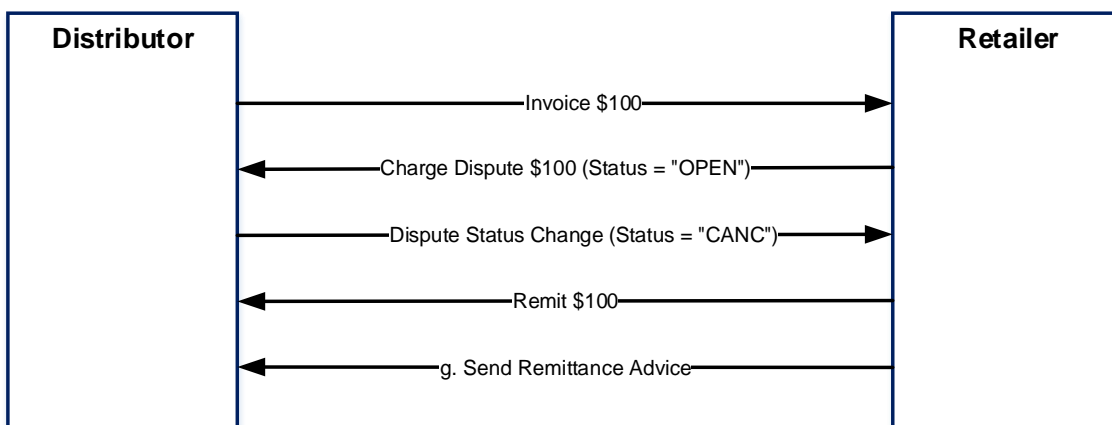 Distributor
Retailer
Invoice $100
Charge Dispute $100 (Status = "OPEN")
Dispute Status Change (Status = "CANC")
Remit $100
g. Send Remittance Advice